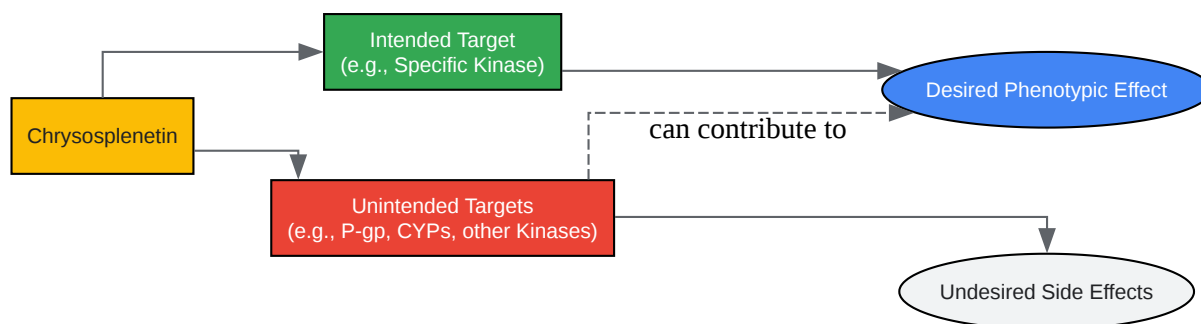 Intended Target
(e.g., Specific Kinase)
Desired Phenotypic Effect
can contribute to
Chrysosplenetin
Unintended Targets
(e.g., P-gp, CYPs, other Kinases)
Undesired Side Effects